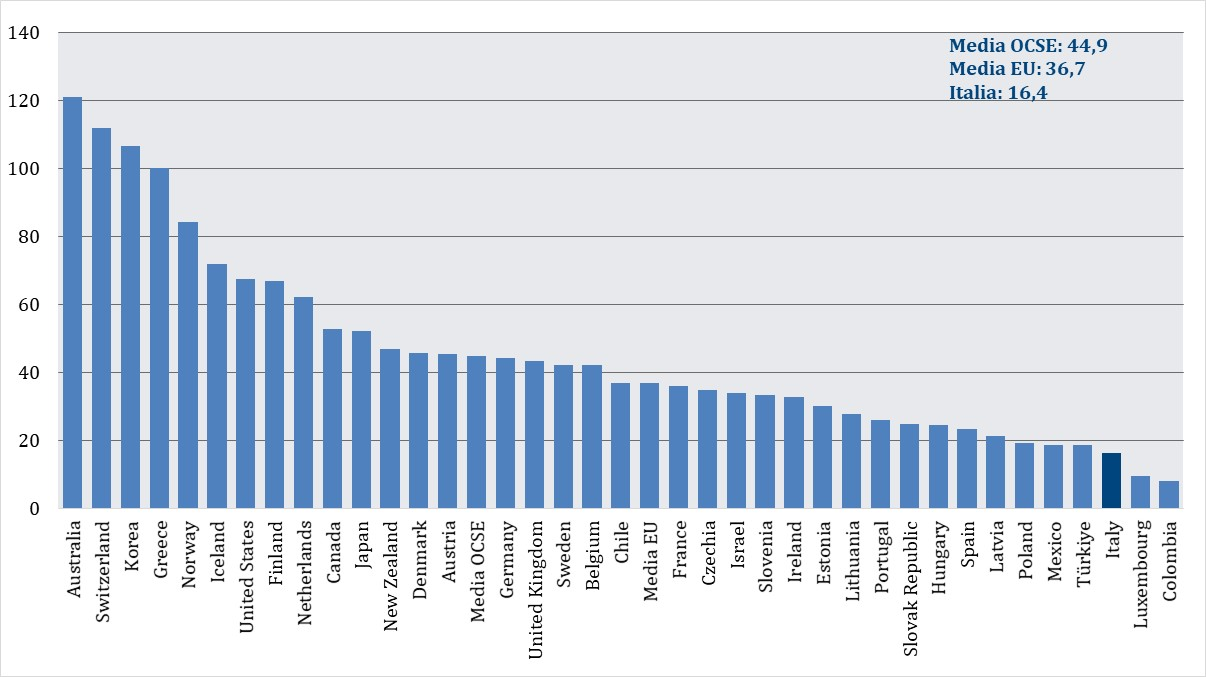 140
120
100
80
60
40
20
0
Media OCSE: 44,9
Media EU: 36,7
Italia: 16,4
Australia
Switzerland
Korea
Greece
Norway
Iceland
United States
Finland
Netherlands
Canada
Japan
New Zealand
Denmark
Austria
Media OCSE
Germany
United Kingdom
Sweden
Belgium
Chile
Media EU
France
Czechia
Israel
Slovenia
Ireland
Estonia
Lithuania
Portugal
Slovak Republic
Hungary
Spain
Latvia
Poland
Mexico
Türkiye
Italy
Luxembourg
Colombia